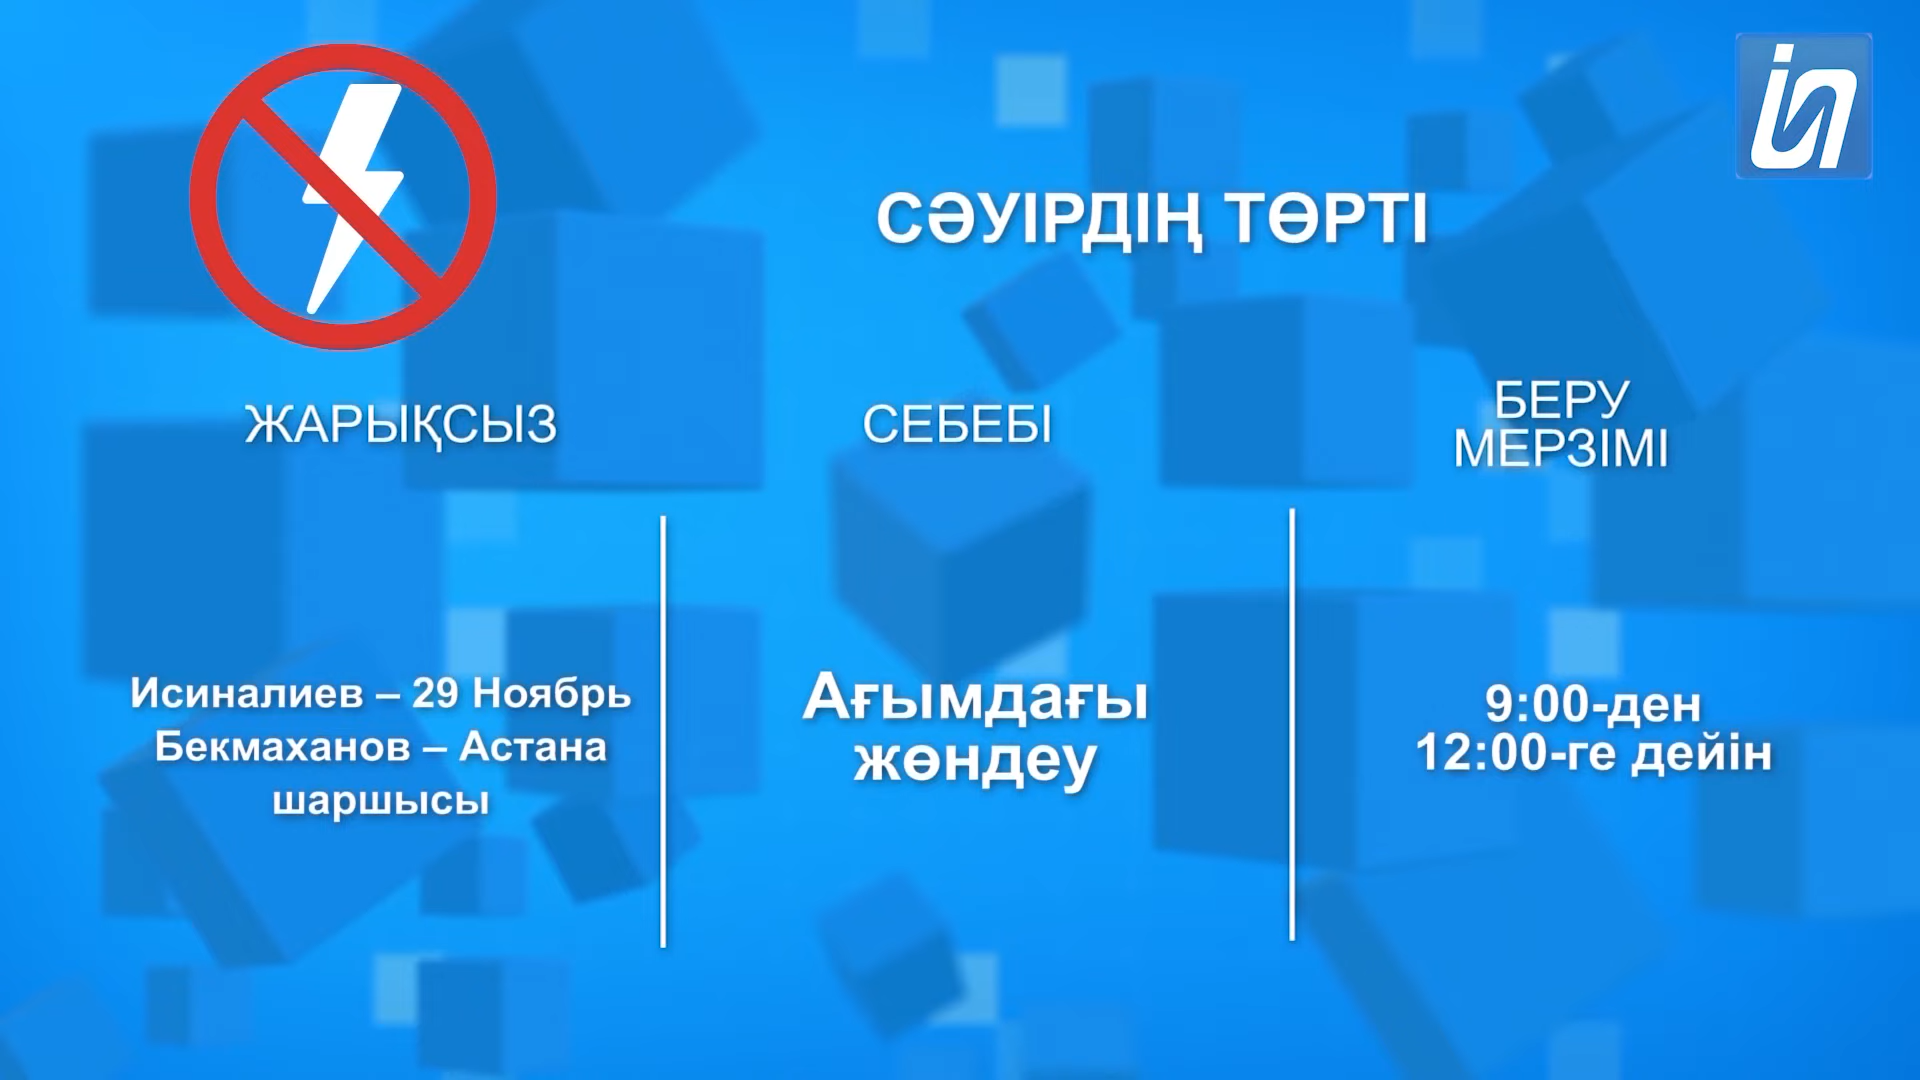 СӘУІРДІҢ ТӨРТІ
ЖАРЫҚСЫЗ
СЕБЕБІ
БЕРУ
МЕРЗІМІ
Исиналиев – 29 Ноябрь
Бекмаханов – Астана
шаршысы
Ағымдағы
жөндеу
9:00-ден
12:00-ге дейін